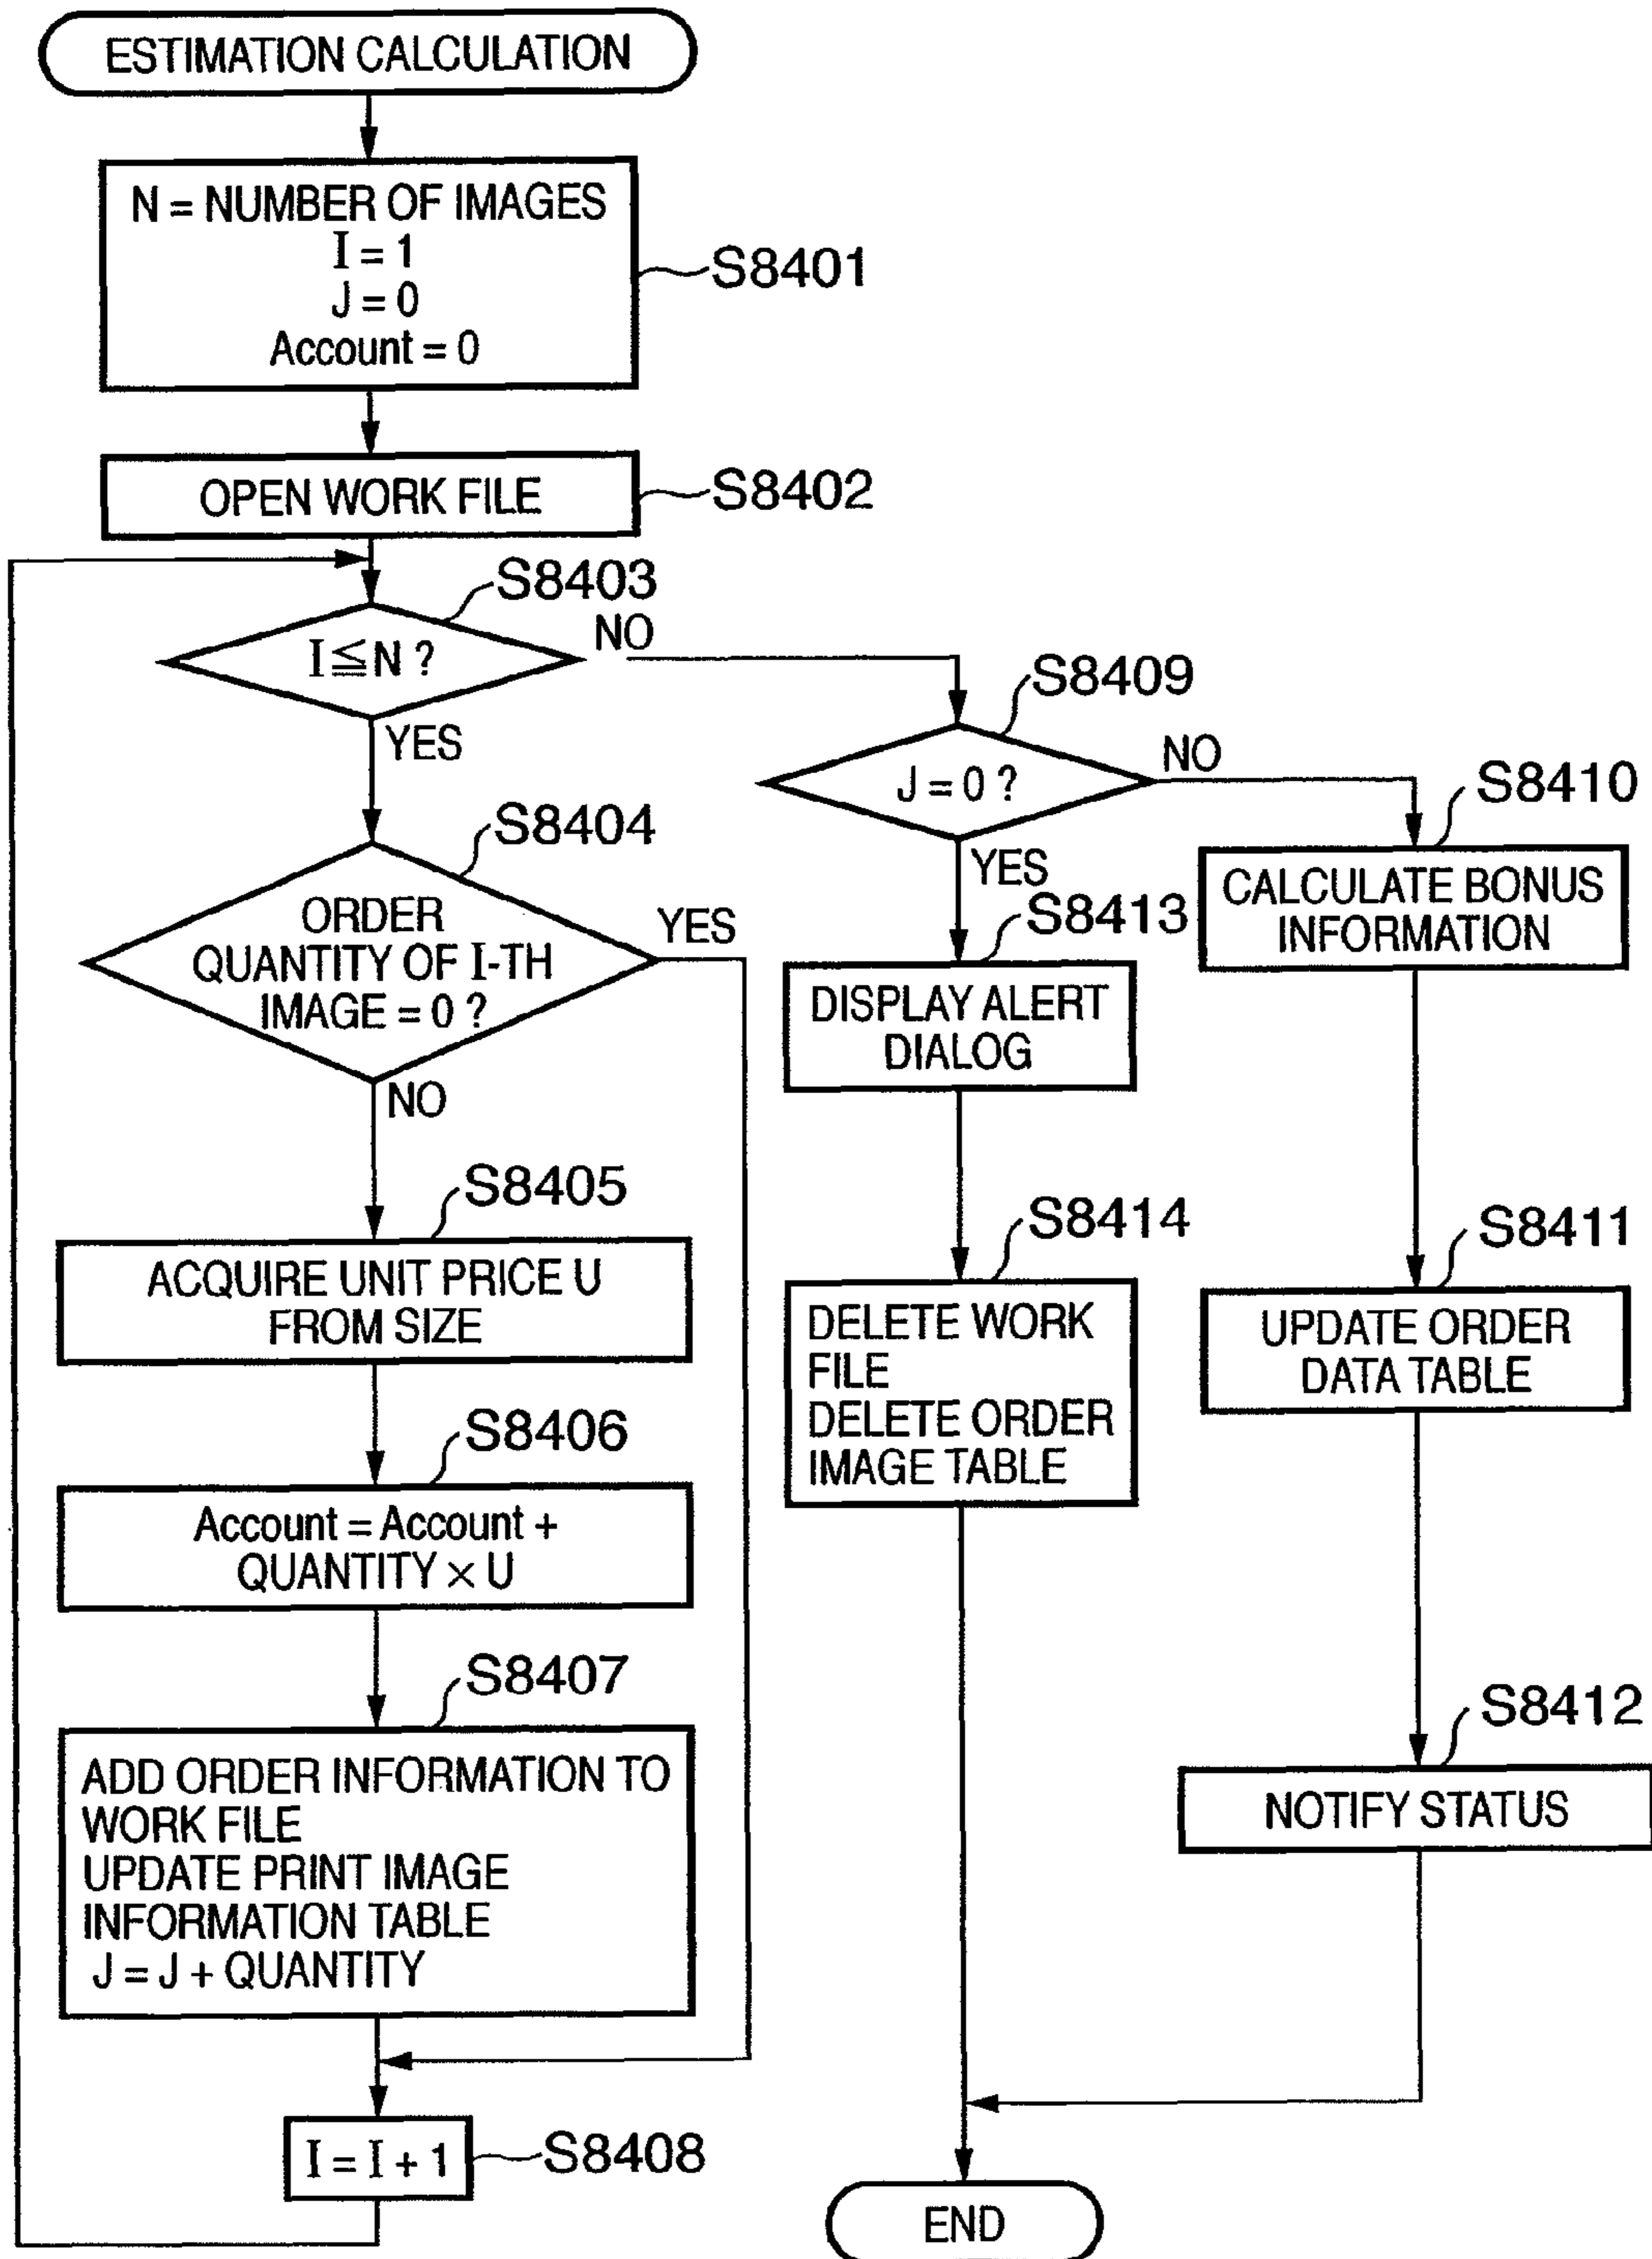 ESTIMATION CALCULATION
N = NUMBER OF IMAGES
I = 1
J = 0
Account = 0
S8401
OPEN WORK FILE
S8402
S8403
I≦N ?
NO
YES
S8404
ORDER
QUANTITY OF I-TH
IMAGE = 0 ?
YES
NO
S8405
ACQUIRE UNIT PRICE U
FROM SIZE
S8406
Account = Account +
QUANTITY × U
S8407
ADD ORDER INFORMATION TO
WORK FILE
UPDATE PRINT IMAGE
INFORMATION TABLE
J = J + QUANTITY
I = I + 1
S8408
S8409
J = 0 ?
NO
YES
S8413
DISPLAY ALERT
DIALOG
S8414
DELETE WORK
FILE
DELETE ORDER
IMAGE TABLE
S8410
CALCULATE BONUS
INFORMATION
S8411
UPDATE ORDER
DATA TABLE
S8412
NOTIFY STATUS
END